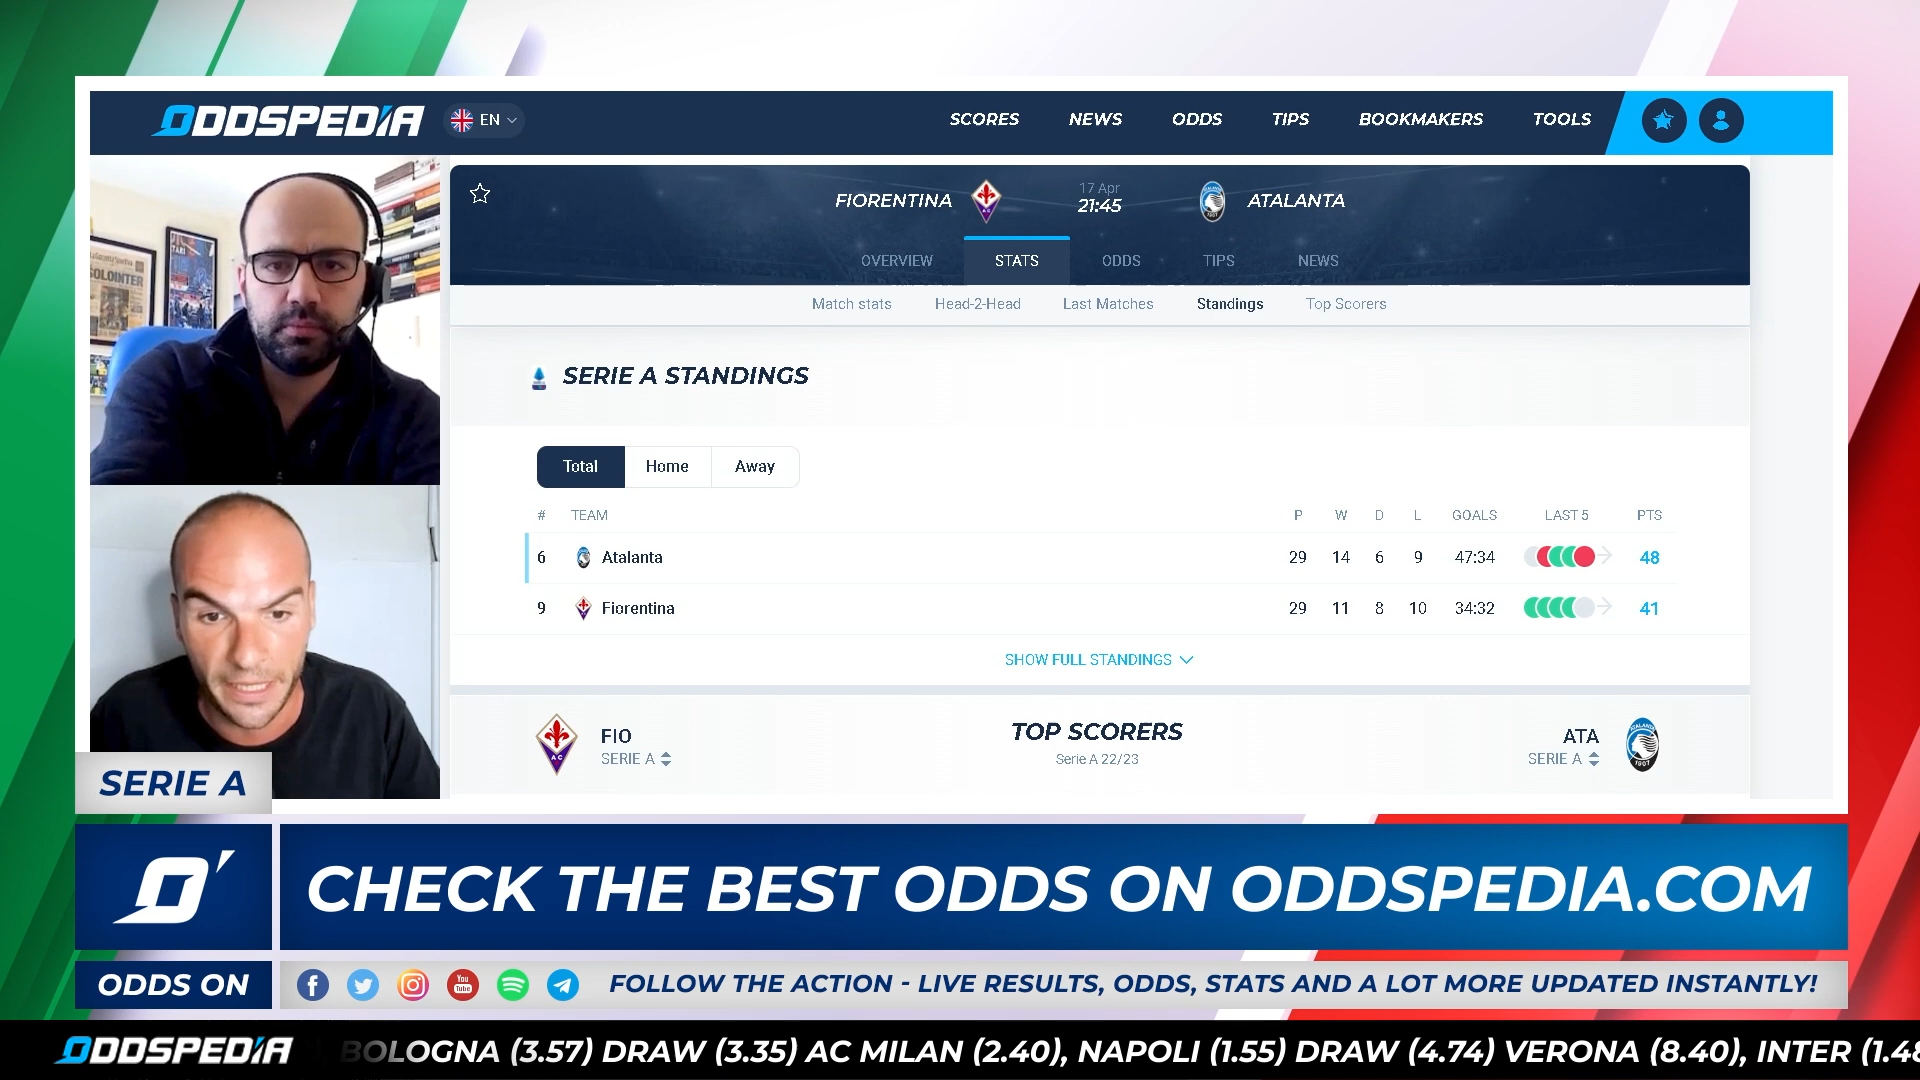 ODDSPEDIA EN SCORES NEWS ODDS TIPS BOOKMAKERS TOOLS
FIORENTINA 17 Apr 21:45 ATALANTA
OVERVIEW STATS ODDS TIPS NEWS
Match stats Head-2-Head Last Matches Standings Top Scorers
SERIE A STANDINGS
Total Home Away
# TEAM P W D L GOALS LAST 5 PTS
6 Atalanta 29 14 6 9 47:34 48
9 Fiorentina 29 11 8 10 34:32 41
SHOW FULL STANDINGS
FIO TOP SCORERS ATA
SERIE A Serie A 22/23 SERIE A
SERIE A
CHECK THE BEST ODDS ON ODDSPEDIA.COM
ODDS ON FOLLOW THE ACTION - LIVE RESULTS, ODDS, STATS AND A LOT MORE UPDATED INSTANTLY!
ODDSPEDIA BOLOGNA (3.57) DRAW (3.35) AC MILAN (2.40), NAPOLI (1.55) DRAW (4.74) VERONA (8.40), INTER (1.48